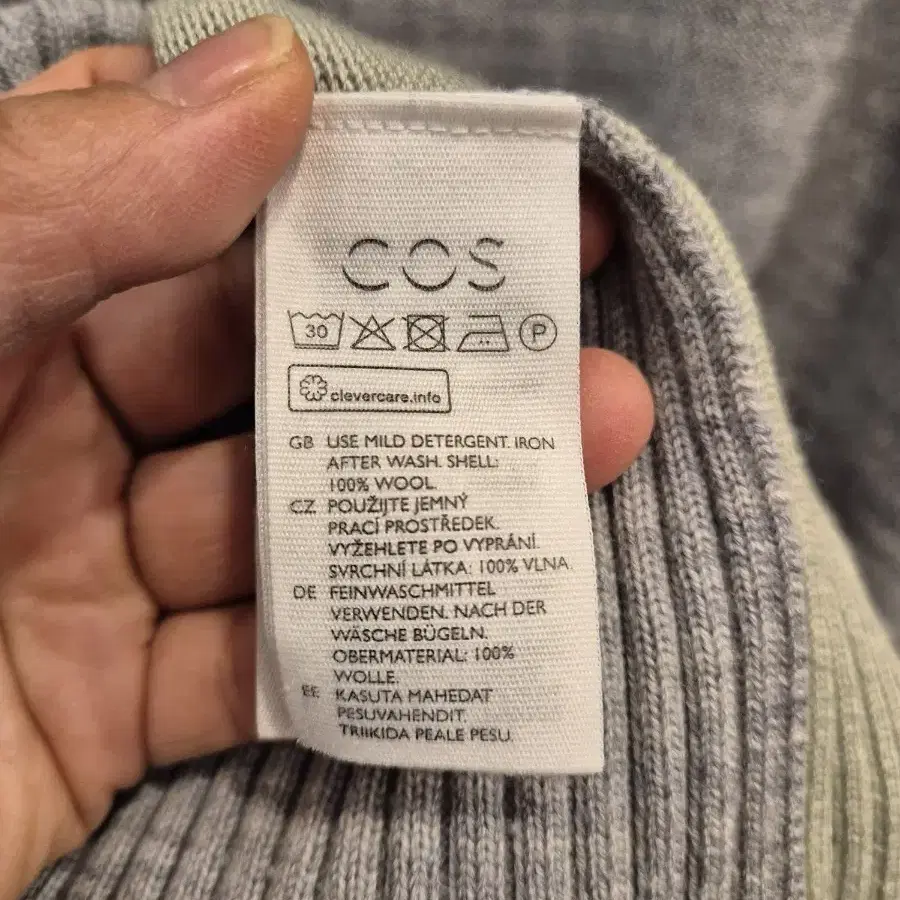 COS
30 P
clevercare.info
GB USE MILD DETERGENT. IRON
AFTER WASH. SHELL:
100% WOOL.
CZ POUŽIJTE JEMNÝ
PRACÍ PROSTŘEDEK.
VYŽEHLETE PO VYPRÁNÍ.
SVRCHNÍ LÁTKA: 100% VLNA.
DE FEINWASCHMITTEL
VERWENDEN. NACH DER
WÄSCHE BÜGELN.
OBERMATERIAL: 100%
WOLLE.
EE KASUTA MAHEDAT
PESUVAHENDIT.
TRIIKIDA PEALE PESU.